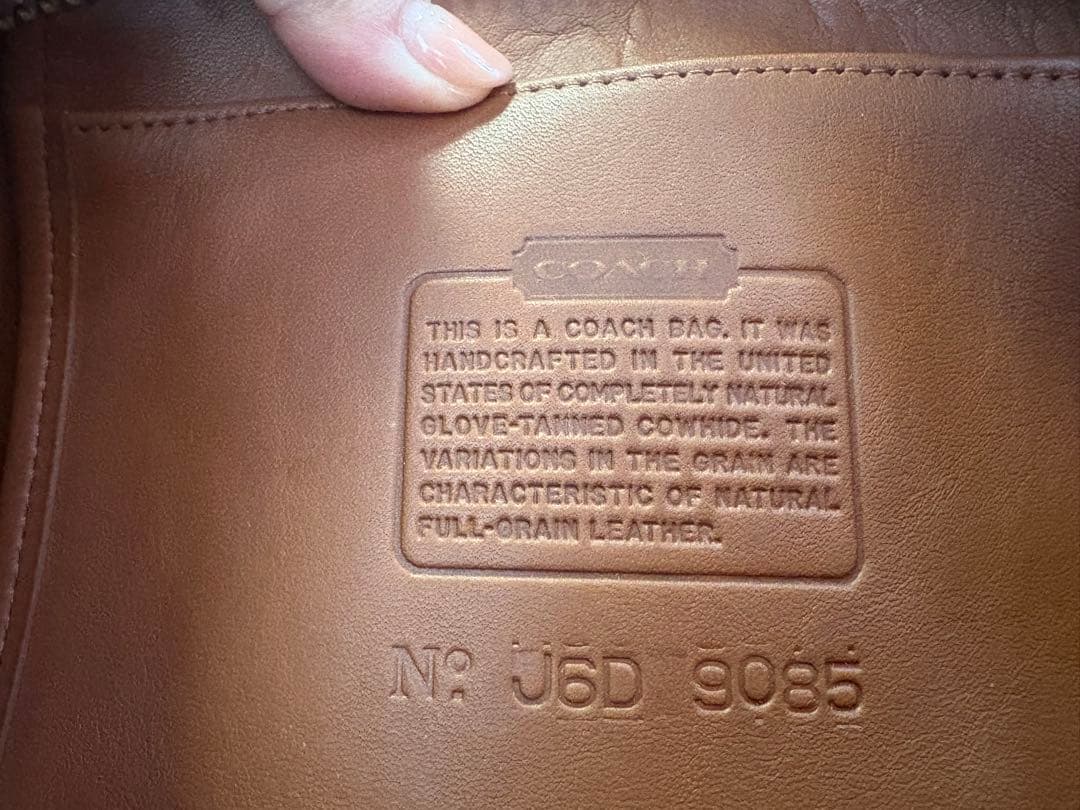 COACH
THIS IS A COACH BAG. IT WAS
HANDCRAFTED IN THE UNITED
STATES OF COMPLETELY NATURAL
GLOVE-TANNED COWHIDE. THE
VARIATIONS IN THE GRAIN ARE
CHARACTERISTIC OF NATURAL
FULL-GRAIN LEATHER.
Nº: J6D 9085